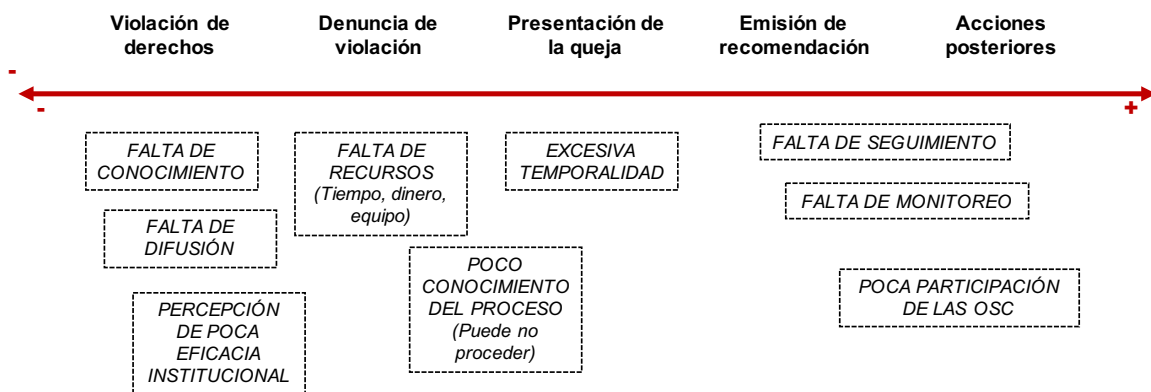 Violación de
derechos
Denuncia de
violación
Presentación de
la queja
Emisión de
recomendación
Acciones
posteriores
-
-
+
FALTA DE
CONOCIMIENTO
FALTA DE
DIFUSIÓN
PERCEPCIÓN
DE POCA
EFICACIA
INSTITUCIONAL
FALTA DE
RECURSOS
(Tiempo, dinero,
equipo)
POCO
CONOCIMIENTO
DEL PROCESO
(Puede no
proceder)
EXCESIVA
TEMPORALIDAD
FALTA DE SEGUIMIENTO
FALTA DE MONITOREO
POCA PARTICIPACIÓN
DE LAS OSC